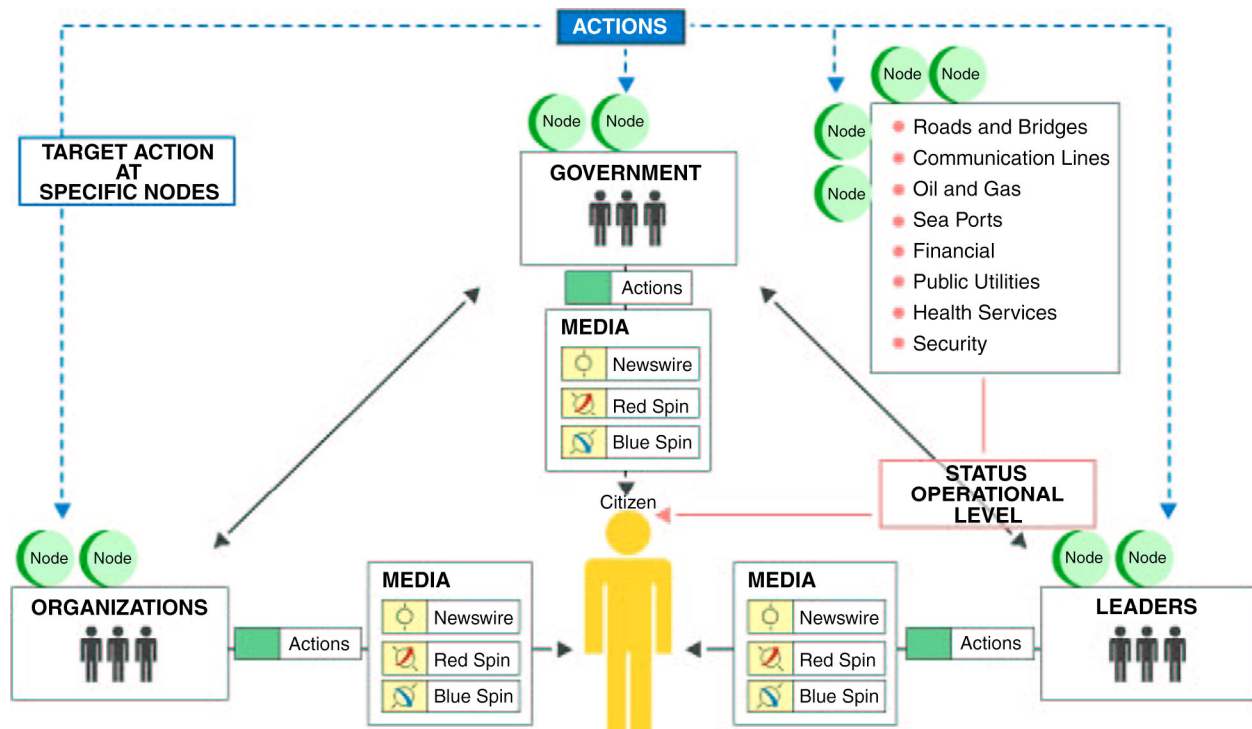 ACTIONS
Node
Node
Node
Node
TARGET ACTION
AT
SPECIFIC NODES
GOVERNMENT
Node
Node
Roads and Bridges
Communication Lines
Oil and Gas
Sea Ports
Financial
Public Utilities
Health Services
Security
Actions
MEDIA
Newswire
Red Spin
Blue Spin
STATUS
OPERATIONAL
LEVEL
Citizen
Node
Node
ORGANIZATIONS
Actions
MEDIA
Newswire
Red Spin
Blue Spin
MEDIA
Newswire
Red Spin
Blue Spin
Actions
Node
Node
LEADERS